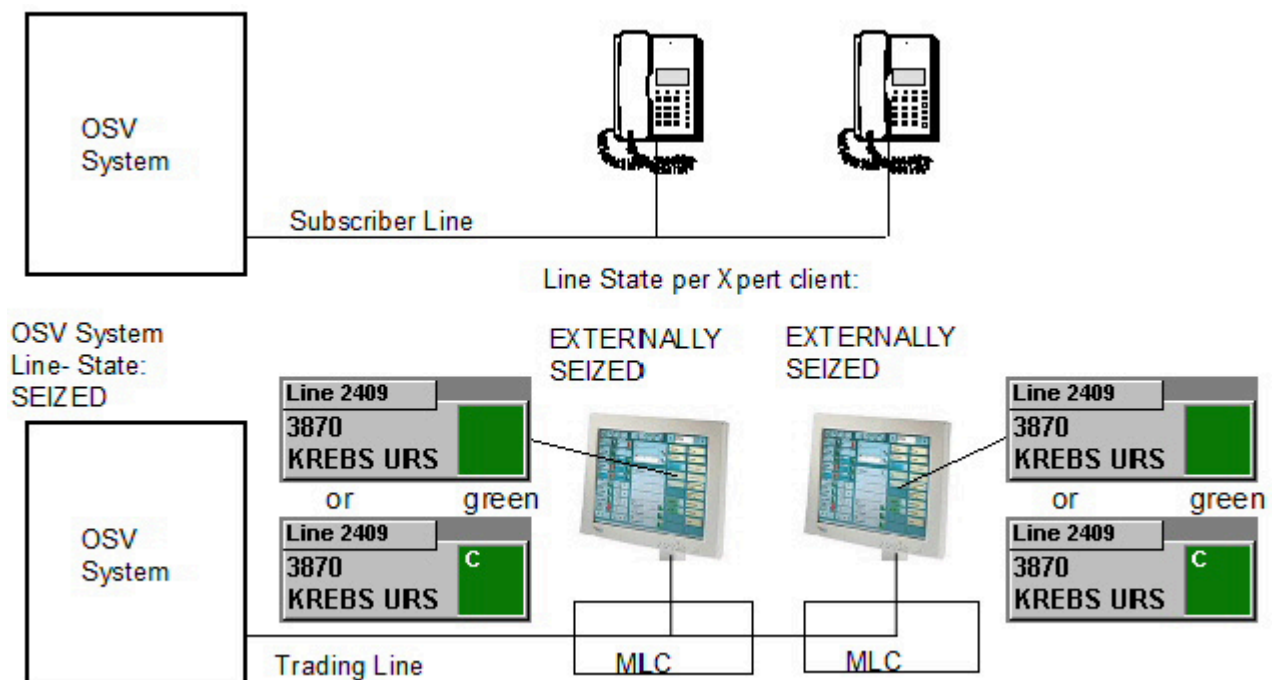 OSV
System
Subscriber Line
Line State per Xpert client:
OSV System
Line- State:
SEIZED
EXTERNALLY
SEIZED
EXTERNALLY
SEIZED
Line 2409
3870
KREBS URS
or green
Line 2409
C
3870
KREBS URS
Line 2409
3870
KREBS URS
or green
Line 2409
C
3870
KREBS URS
OSV
System
Trading Line
MLC
MLC